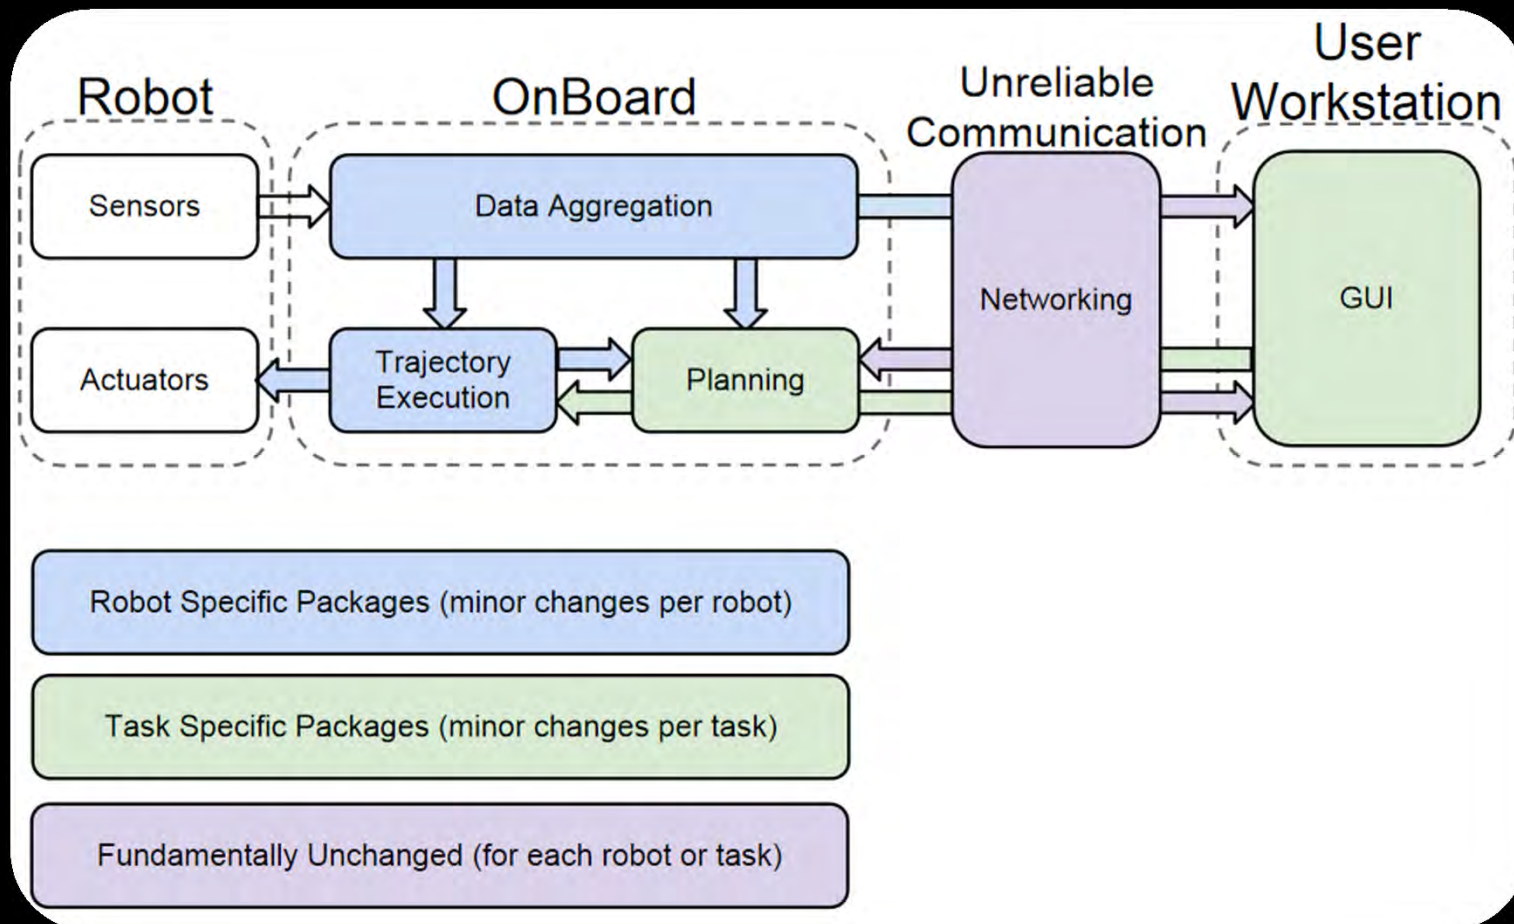 Robot
OnBoard
Unreliable
Communication
User
Workstation
Sensors
Data Aggregation
Networking
GUI
Actuators
Trajectory
Execution
Planning
Robot Specific Packages (minor changes per robot)
Task Specific Packages (minor changes per task)
Fundamentally Unchanged (for each robot or task)